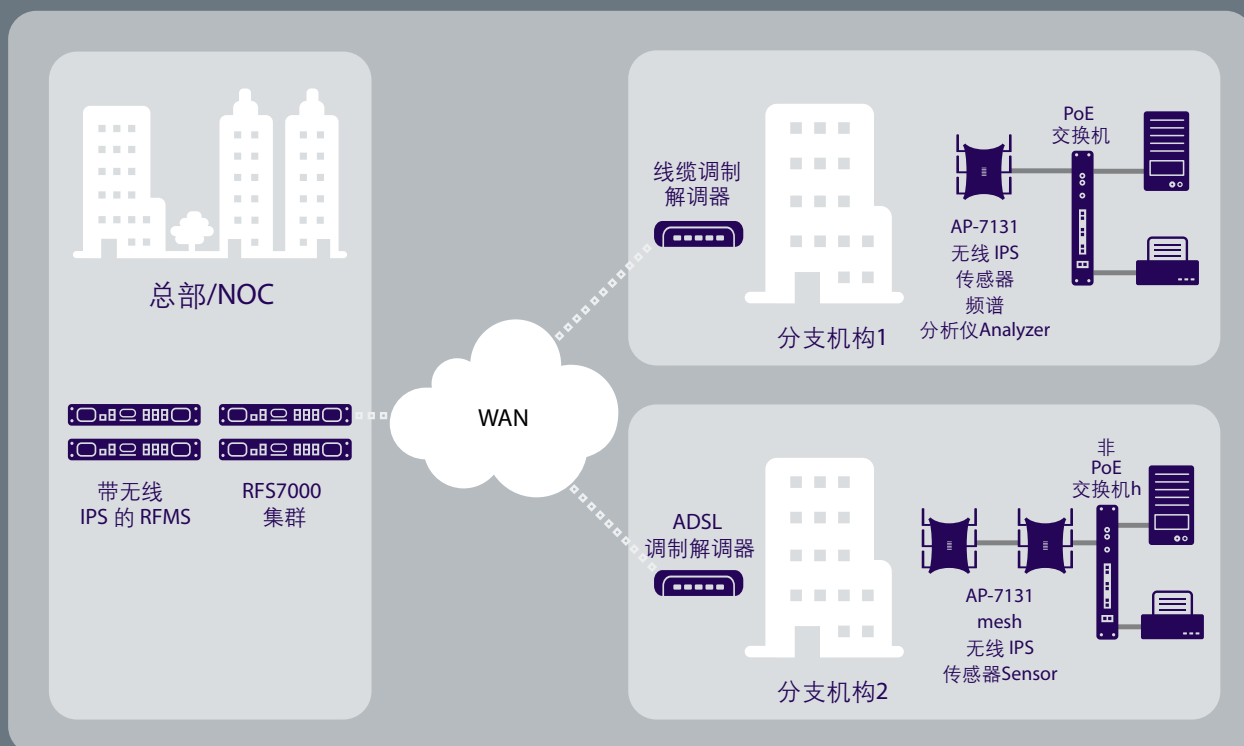 总部/NOC
带无线
IPS 的 RFMS
RFS7000
集群
WAN
线缆调制
解调器
分支机构1
AP-7131
无线 IPS
传感器
频谱
分析仪Analyzer
PoE
交换机
ADSL
调制解调器
分支机构2
AP-7131
mesh
无线 IPS
传感器Sensor
非
PoE
交换机h